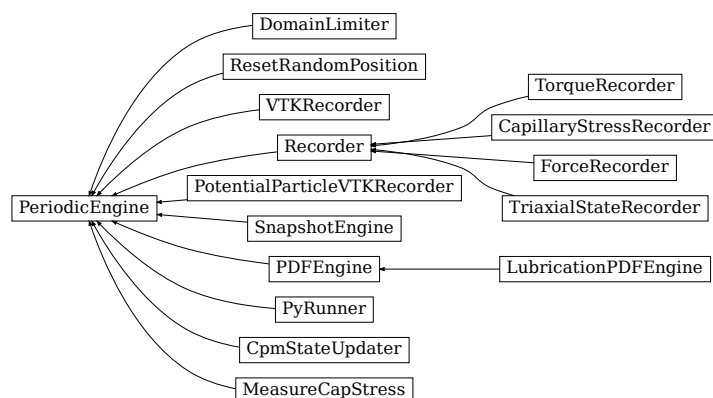 DomainLimiter
ResetRandomPosition
TorqueRecorder
VTKRecorder
CapillaryStressRecorder
Recorder
ForceRecorder
PotentialParticleVTKRecorder
PeriodicEngine
TriaxialStateRecorder
SnapshotEngine
PDFEngine
LubricationPDFEngine
PyRunner
CpmStateUpdater
MeasureCapStress